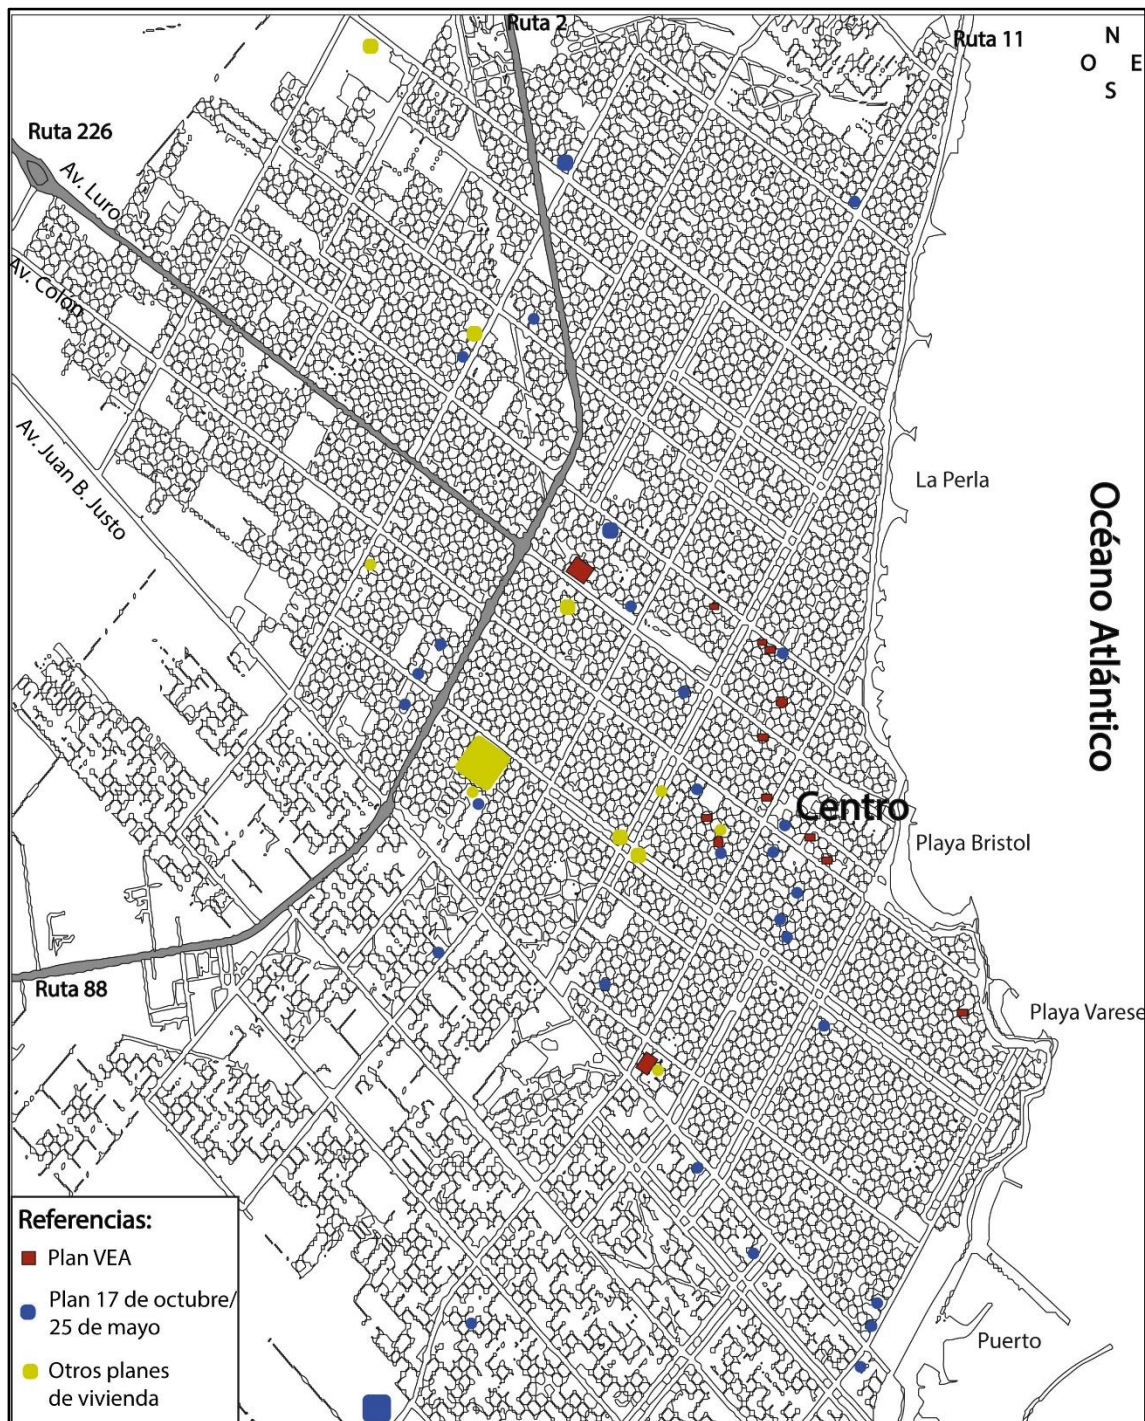 Ruta 2
Ruta 11
N
O E
S
Ruta 226
Av. Luro
Av. Colon
Av. Juan B. Justo
La Perla
Océano Atlántico
Centro
Playa Bristol
Ruta 88
Playa Varese
Puerto
Referencias:
Plan VEA
Plan 17 de octubre/
25 de mayo
Otros planes
de vivienda